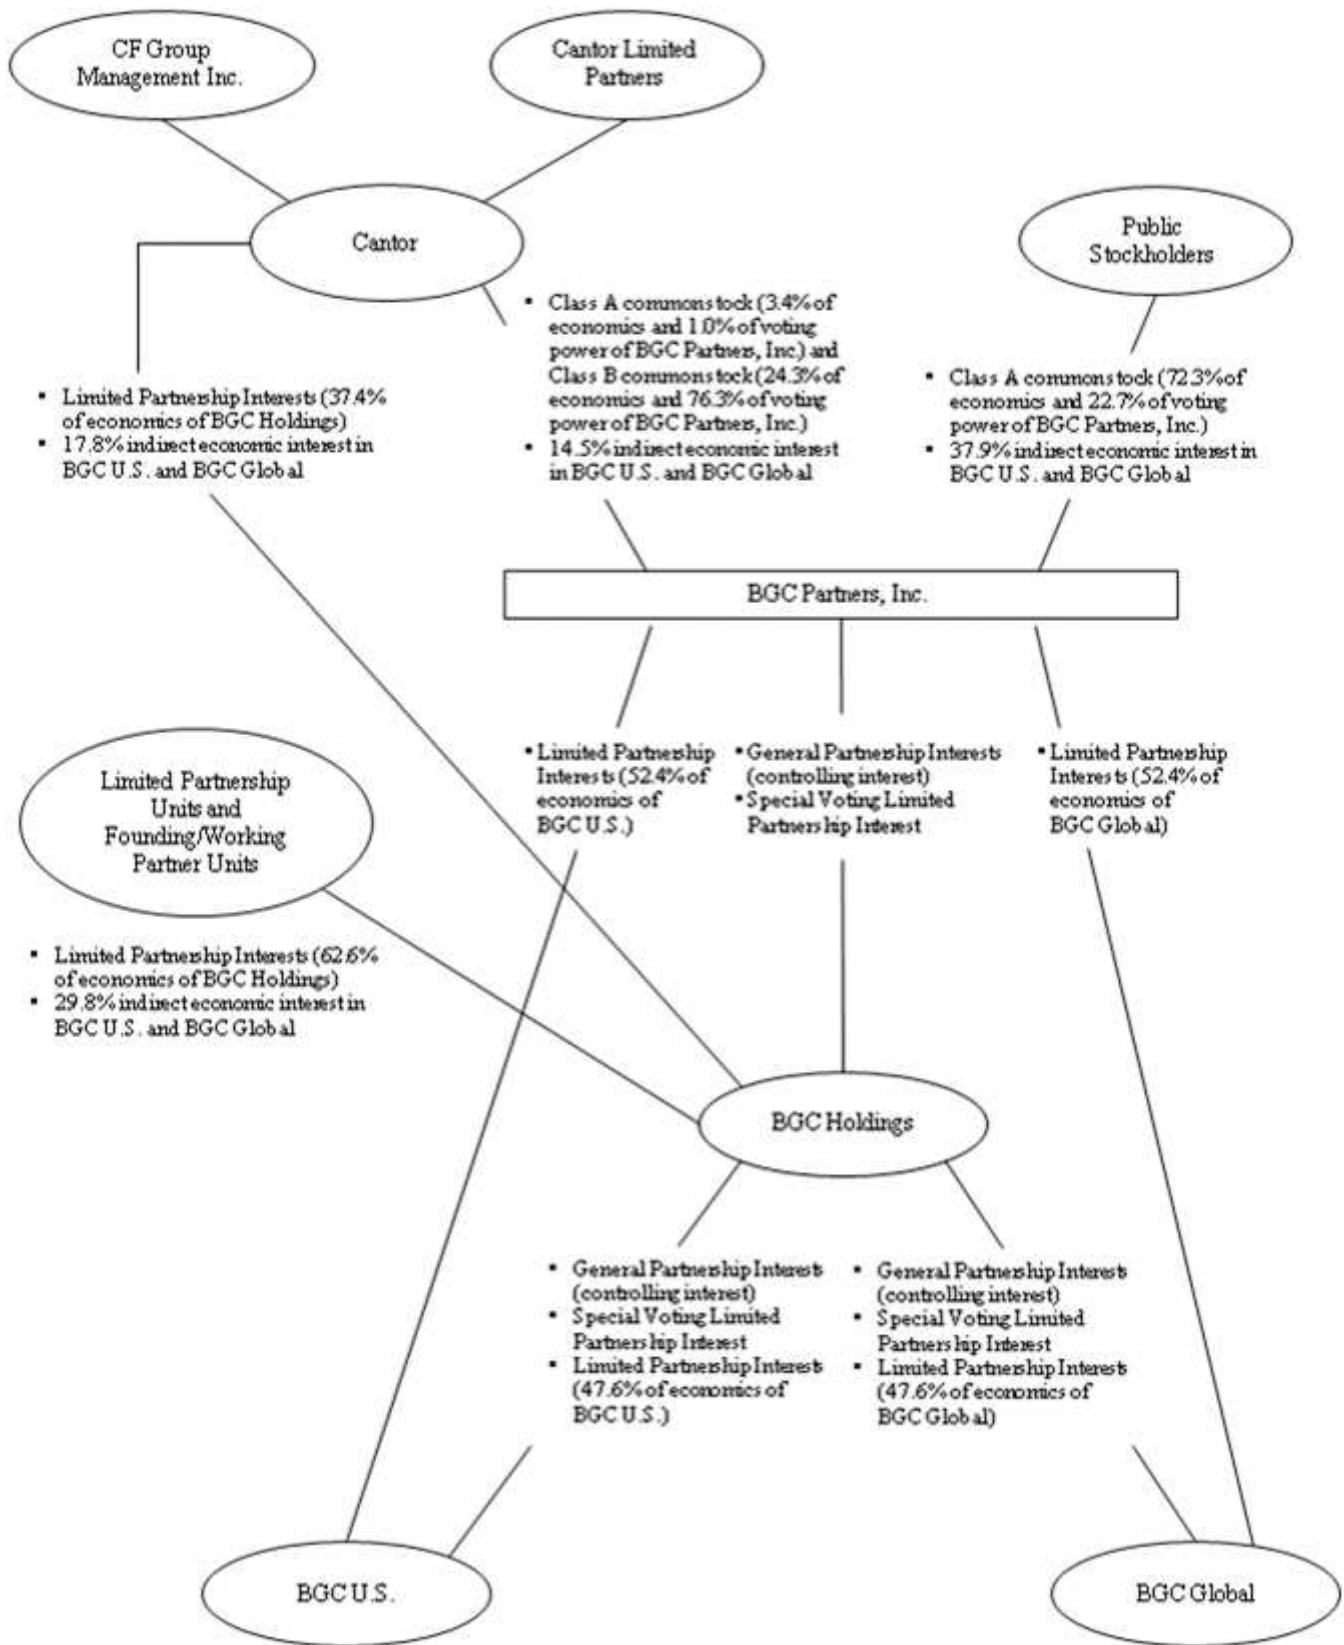 CF Group
Management Inc.
Cantor Limited
Partners
Cantor
Public
Stockholders
▪ Class A common stock (3.4% of
economics and 1.0% of voting
power of BGC Partners, Inc.) and
Class B common stock (24.3% of
economics and 76.3% of voting
power of BGC Partners, Inc.)
▪ 14.5% indirect economic interest
in BGC U.S. and BGC Global
▪ Class A common stock (72.3% of
economics and 22.7% of voting
power of BGC Partners, Inc.)
▪ 37.9% indirect economic interest in
BGC U.S. and BGC Global
▪ Limited Partnership Interests (37.4%
of economics of BGC Holdings)
▪ 17.8% indirect economic interest in
BGC U.S. and BGC Global
BGC Partners, Inc.
▪ Limited Partnership
Interests (52.4% of
economics of
BGC U.S.)
▪ General Partnership Interests
(controlling interest)
▪ Special Voting Limited
Partnership Interest
▪ Limited Partnership
Interests (52.4% of
economics of
BGC Global)
Limited Partnership
Units and
Founding/Working
Partner Units
▪ Limited Partnership Interests (62.6%
of economics of BGC Holdings)
▪ 29.8% indirect economic interest in
BGC U.S. and BGC Global
BGC Holdings
▪ General Partnership Interests
(controlling interest)
▪ Special Voting Limited
Partnership Interest
▪ Limited Partnership Interests
(47.6% of economics of
BGC U.S.)
▪ General Partnership Interests
(controlling interest)
▪ Special Voting Limited
Partnership Interest
▪ Limited Partnership Interests
(47.6% of economics of
BGC Global)
BGC U.S.
BGC Global